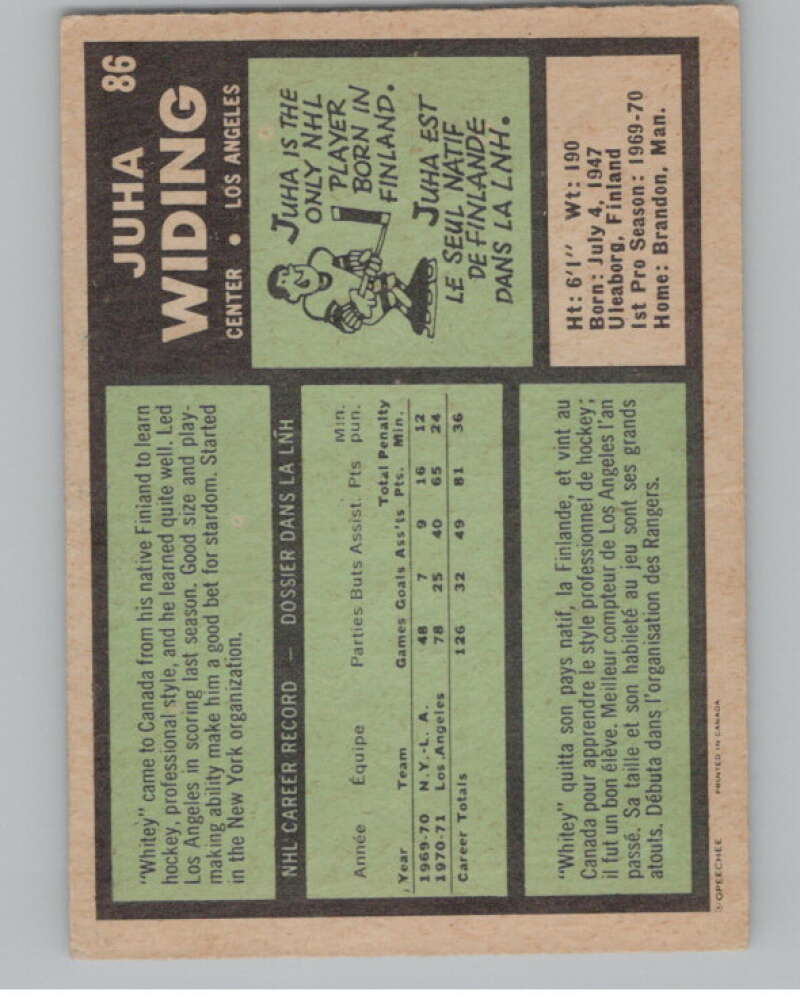 86
JUHA
WIDING
CENTER • LOS ANGELES
JUHA IS THE
ONLY NHL
PLAYER
BORN IN
FINLAND.
JUHA EST
LE SEUL NATIF
DE FINLANDE
DANS LA LNH.
Ht: 6'1" Wt: 190
Born: July 4, 1947
Uleaborg, Finland
1st Pro Season: 1969-70
Home: Brandon, Man.
"Whitey" came to Canada from his native Finland to learn
hockey, professional style, and he learned quite well. Led
Los Angeles in scoring last season. Good size and play-
making ability make him a good bet for stardom. Started
in the New York organization.
NHL CAREER RECORD — DOSSIER DANS LA LNH
Année Équipe Parties Buts Assist. Pts Min. pun.
Total Penalty
Year Team Games Goals Ass'ts Pts. Min.
1969-70 N.Y.-L. A. 48 7 9 16 12
1970-71 Los Angeles 78 25 40 65 24
Career Totals 126 32 49 81 36
"Whitey" quitta son pays natif, la Finlande, et vint au
Canada pour apprendre le style professionnel de hockey;
il fut un bon élève. Meilleur compteur de Los Angeles l'an
passé. Sa taille et son habileté au jeu sont ses grands
atouts. Débuta dans l'organisation des Rangers.
OPEECHEE PRINTED IN CANADA